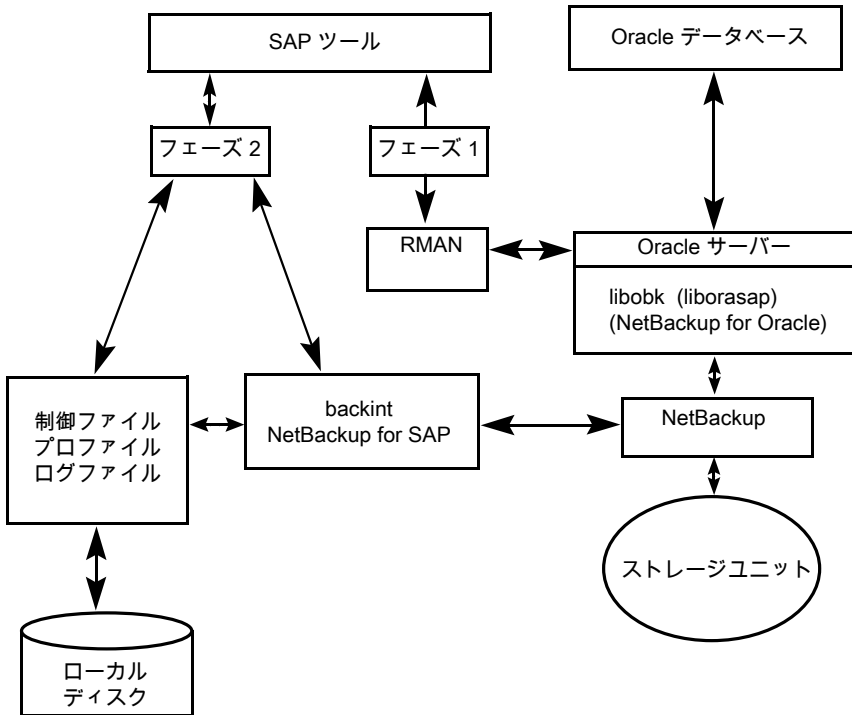 SAP ツール
Oracle データベース
フェーズ 2
フェーズ 1
RMAN
Oracle サーバー
libobk (liborasap)
(NetBackup for Oracle)
制御ファイル
プロファイル
ログファイル
backint
NetBackup for SAP
NetBackup
ストレージユニット
ローカル
ディスク